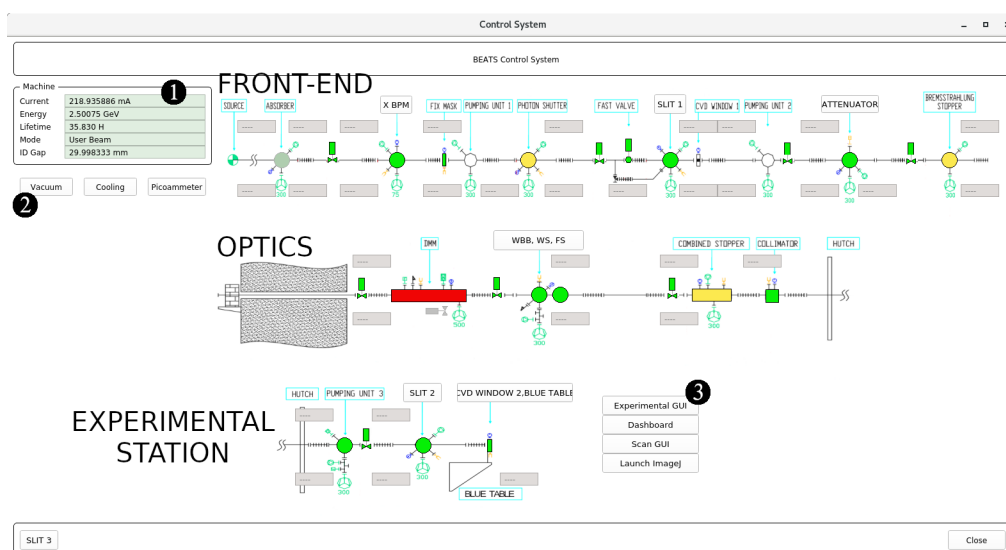 Control System
BEATS Control System
Machine
1
Current 218.935886 mA
Energy 2.50075 GeV
Lifetime 35.830 H
Mode User Beam
ID Gap 29.998333 mm
Vacuum Cooling Picoammeter
2
FRONT-END
SOURCE ABSORBER X BPM FIX MASK PUMPING UNIT 1 PHOTON SHUTTER FAST VALVE SLIT 1 CVD WINDOW 1 PUMPING UNIT 2 ATTENUATOR BREMSSTRAHLUNG STOPPER
300 75 300 300 300 300 300 300
OPTICS
DMM WBB, WS, FS COMBINED STOPPER COLLIMATOR HUTCH
500 300 300
EXPERIMENTAL
STATION
HUTCH PUMPING UNIT 3 SLIT 2 CVD WINDOW 2,BLUE TABLE
300 300
BLUE TABLE
3
Experimental GUI
Dashboard
Scan GUI
Launch ImageJ
SLIT 3 Close